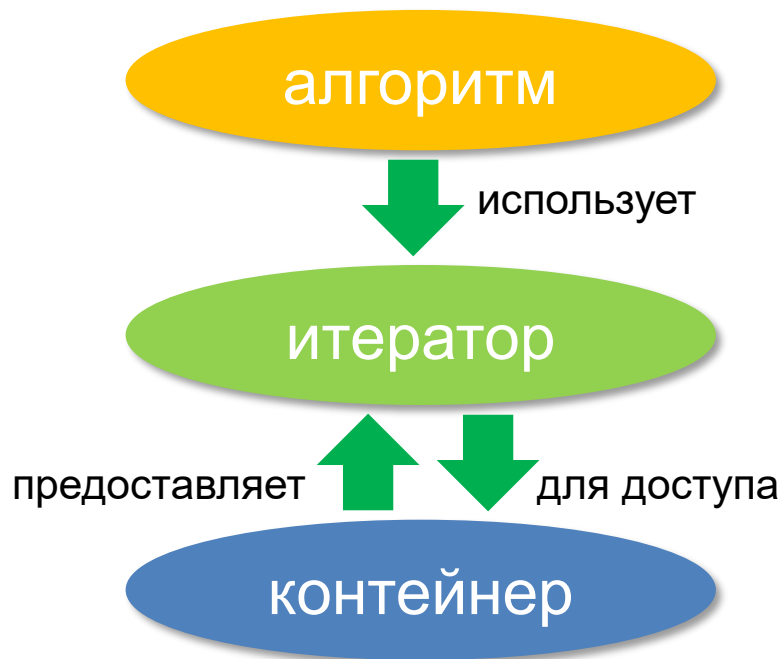 алгоритм
использует
итератор
предоставляет
для доступа
контейнер